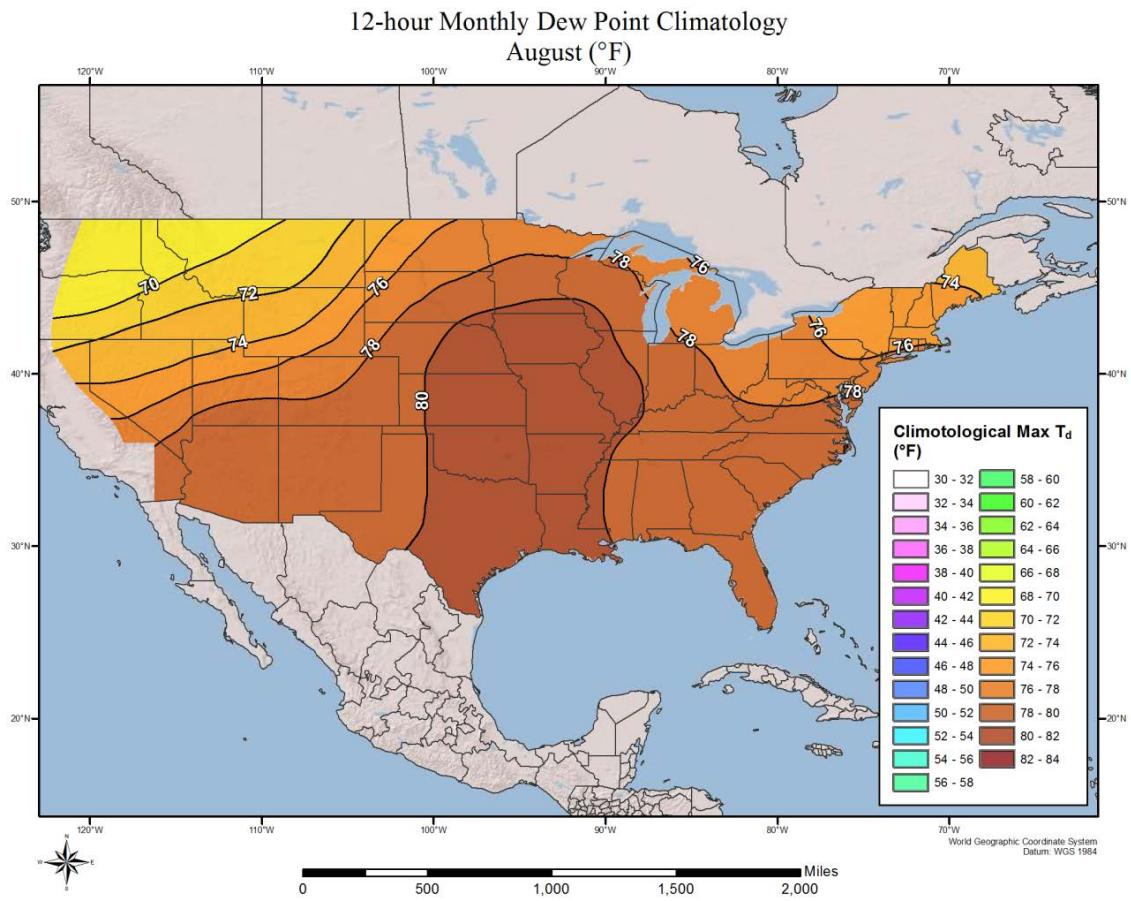 12-hour Monthly Dew Point Climatology
August (°F)
120°W 110°W 100°W 90°W 80°W 70°W
50°N 50°N
40°N 40°N
30°N 30°N
20°N 20°N
70
72
74
76
78
80
78
76
78
76
74
76
78
Climotological Max Td
(°F)
30 - 32 58 - 60
32 - 34 60 - 62
34 - 36 62 - 64
36 - 38 64 - 66
38 - 40 66 - 68
40 - 42 68 - 70
42 - 44 70 - 72
44 - 46 72 - 74
46 - 48 74 - 76
48 - 50 76 - 78
50 - 52 78 - 80
52 - 54 80 - 82
54 - 56 82 - 84
56 - 58
120°W 110°W 100°W 90°W 80°W 70°W
World Geographic Coordinate System
Datum: WGS 1984
N
W E
S
Miles
0 500 1,000 1,500 2,000